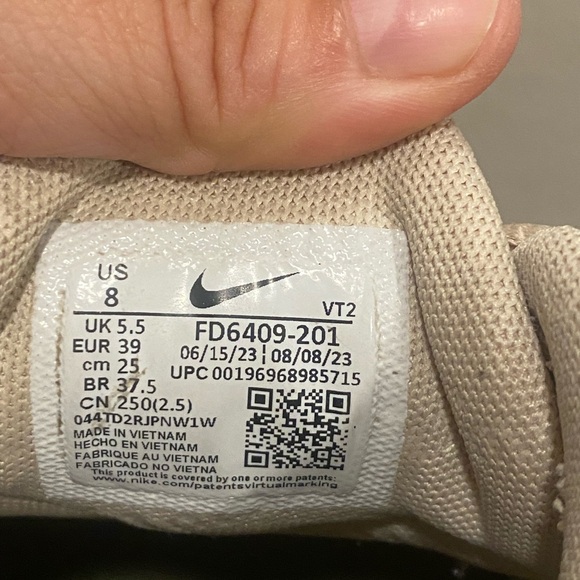 US
8
VT2
UK 5.5
EUR 39
cm 25
BR 37.5
CN 250(2.5)
FD6409-201
06/15/23 | 08/08/23
UPC 00196968985715
044TD2RJPNW1W
MADE IN VIETNAM
HECHO EN VIETNAM
FABRIQUE AU VIETNAM
FABRICADO NO VIETNA
This product is covered by one or more patents
www.nike.com/patentsvirtualmarking